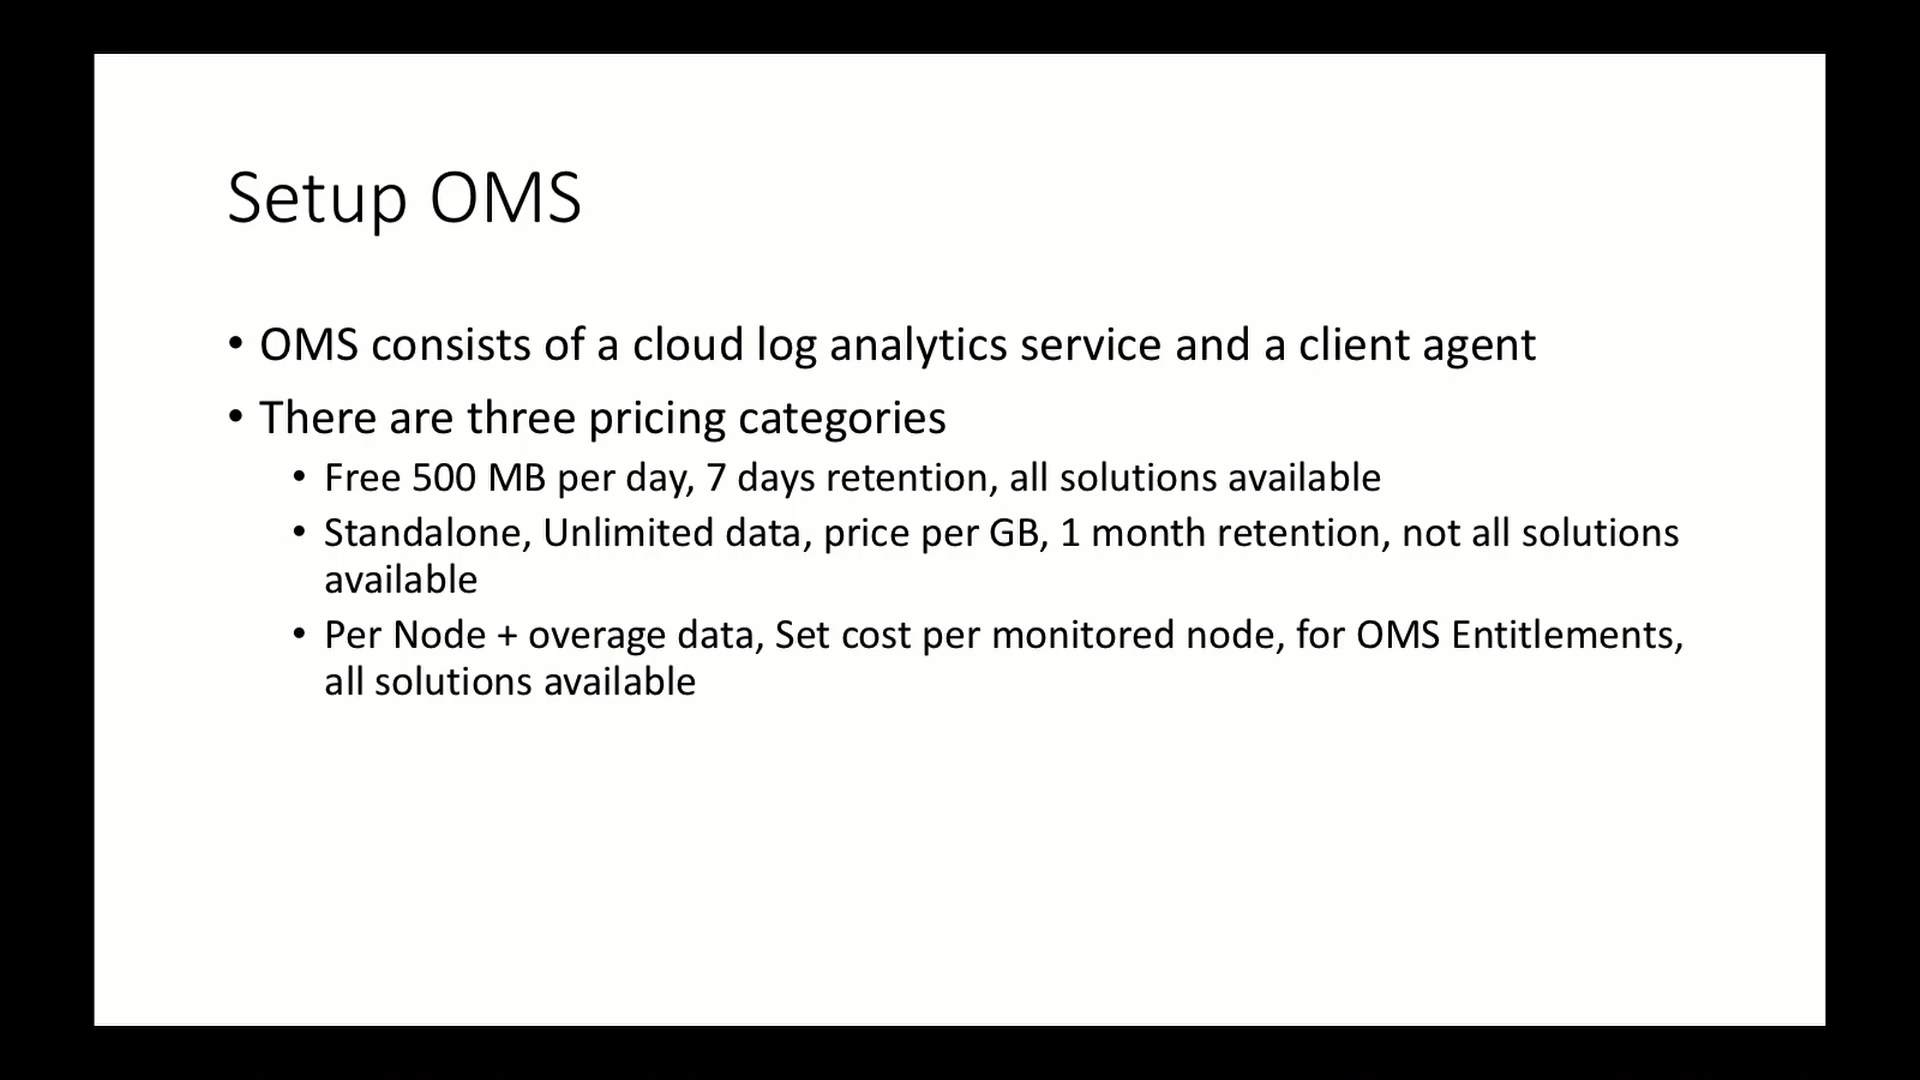 Setup OMS
• OMS consists of a cloud log analytics service and a client agent
• There are three pricing categories
• Free 500 MB per day, 7 days retention, all solutions available
• Standalone, Unlimited data, price per GB, 1 month retention, not all solutions
available
• Per Node + overage data, Set cost per monitored node, for OMS Entitlements,
all solutions available